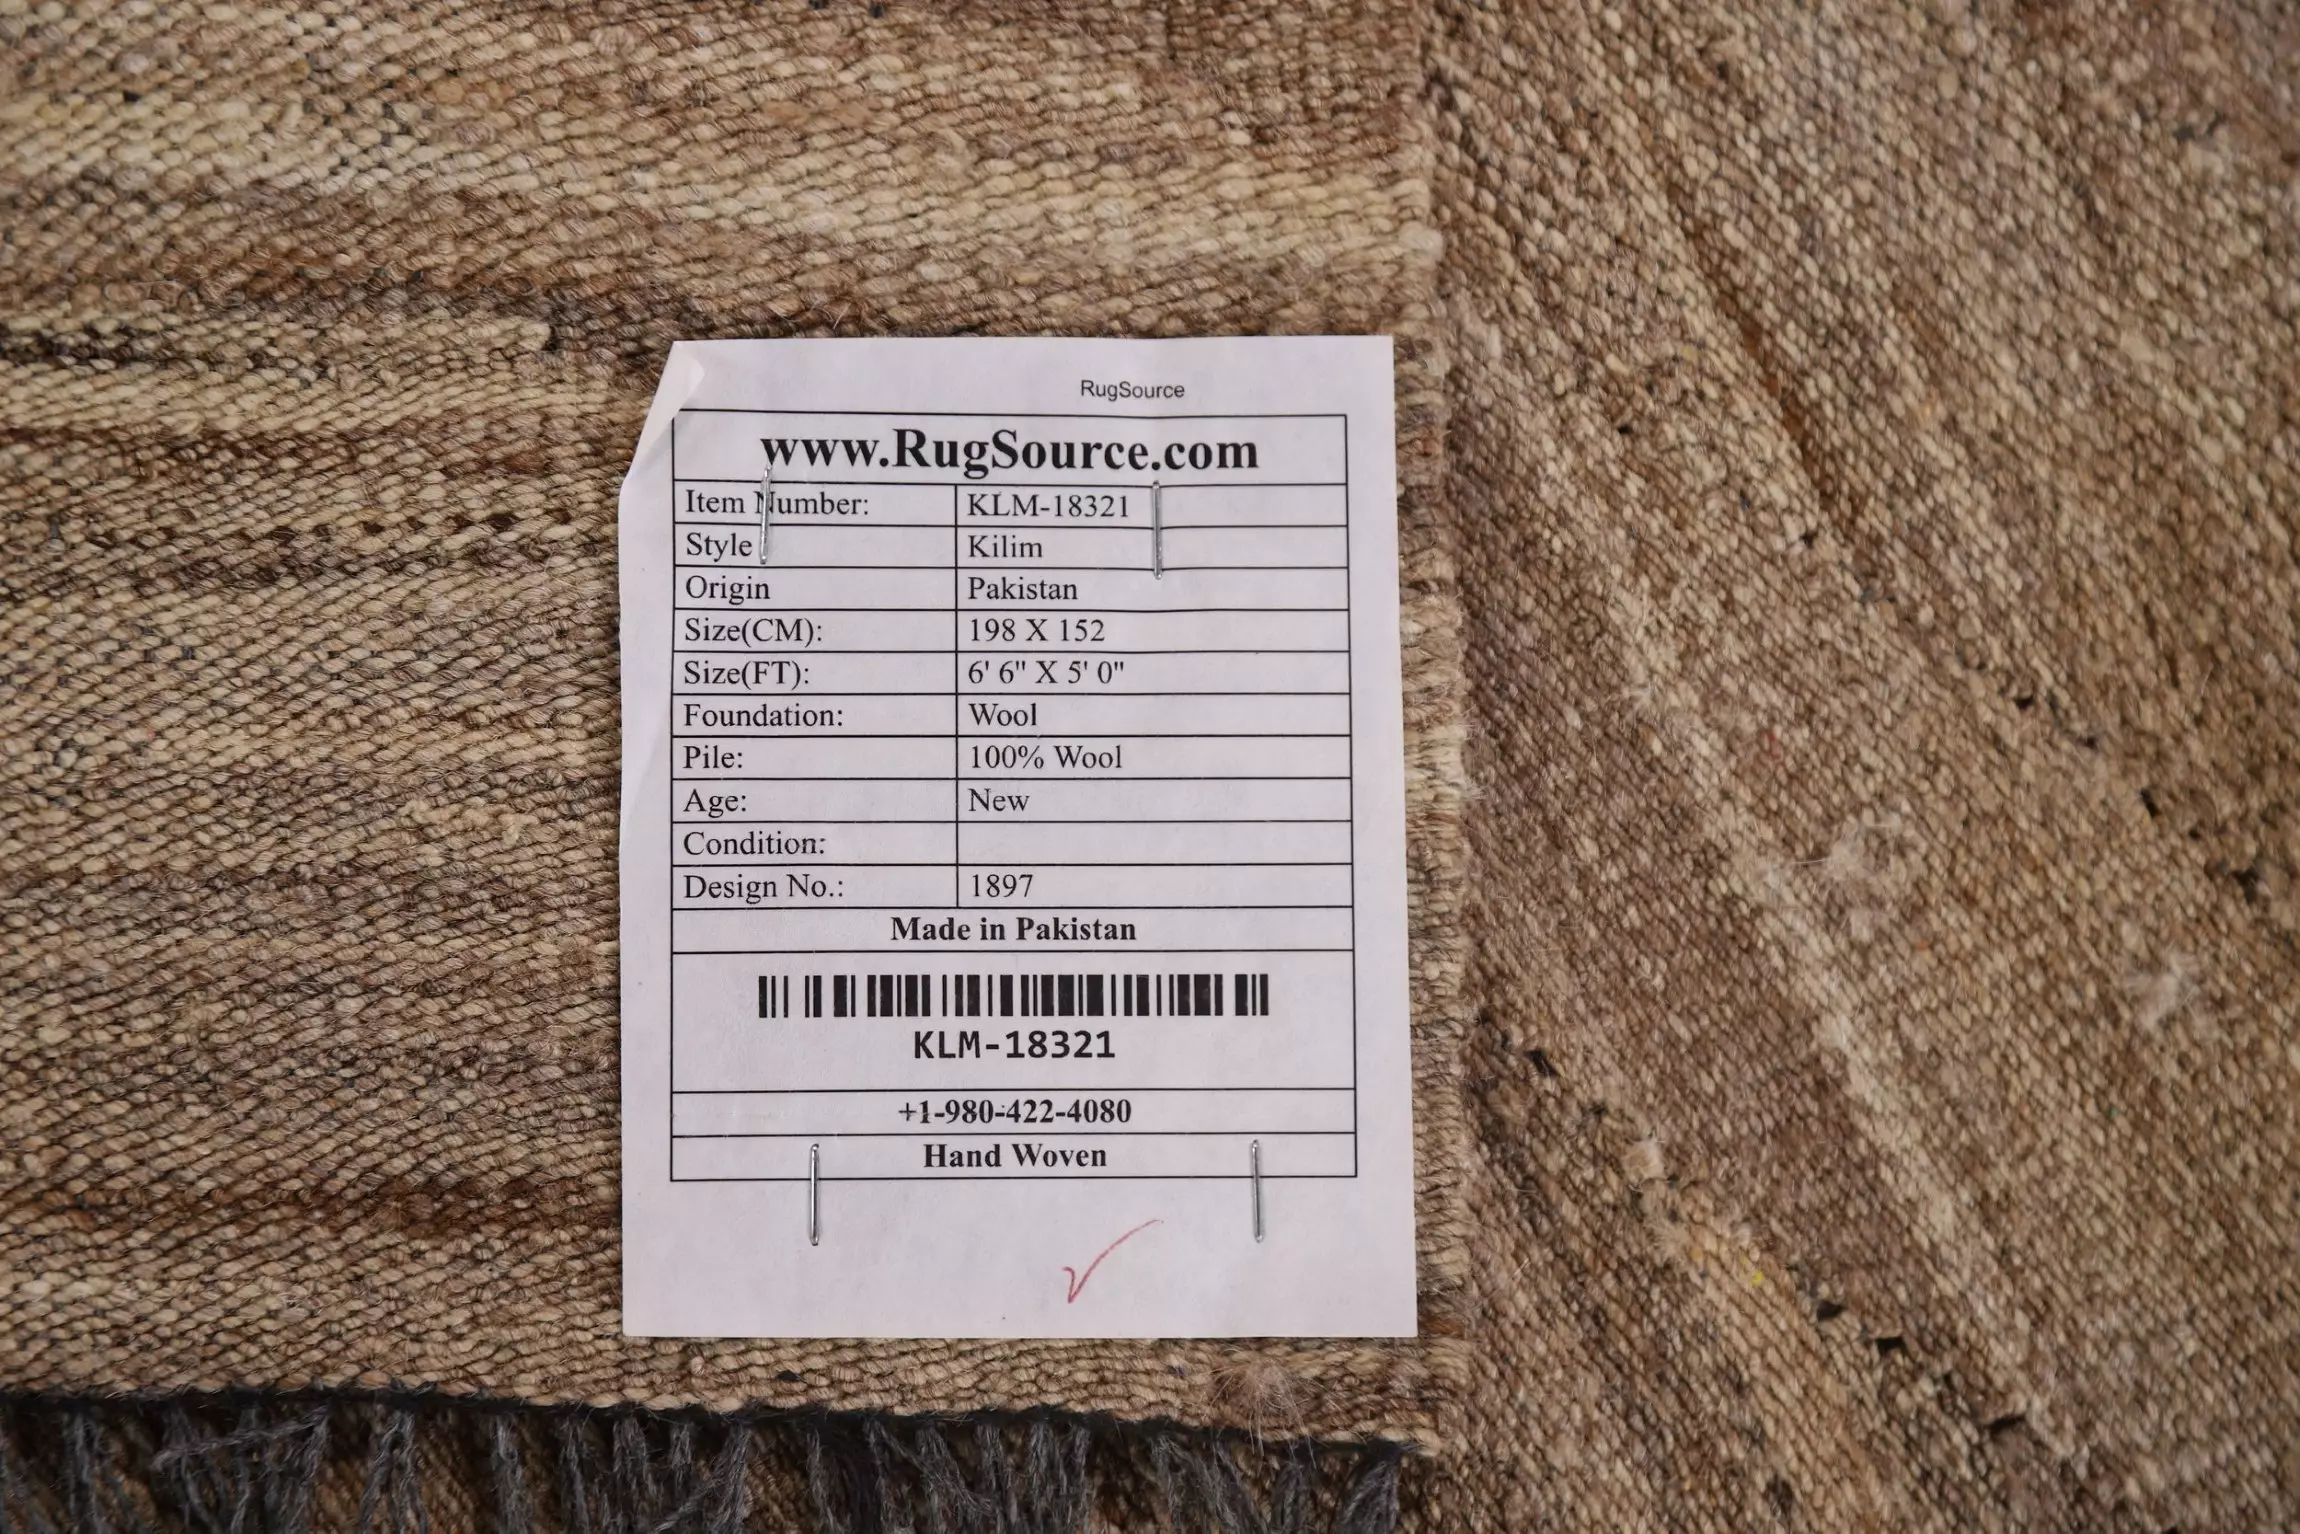 RugSource
www.RugSource.com
Item Number: KLM-18321
Style Kilim
Origin Pakistan
Size(CM): 198 X 152
Size(FT): 6' 6" X 5' 0"
Foundation: Wool
Pile: 100% Wool
Age: New
Condition:
Design No.: 1897
Made in Pakistan
KLM-18321
+1-980-422-4080
Hand Woven